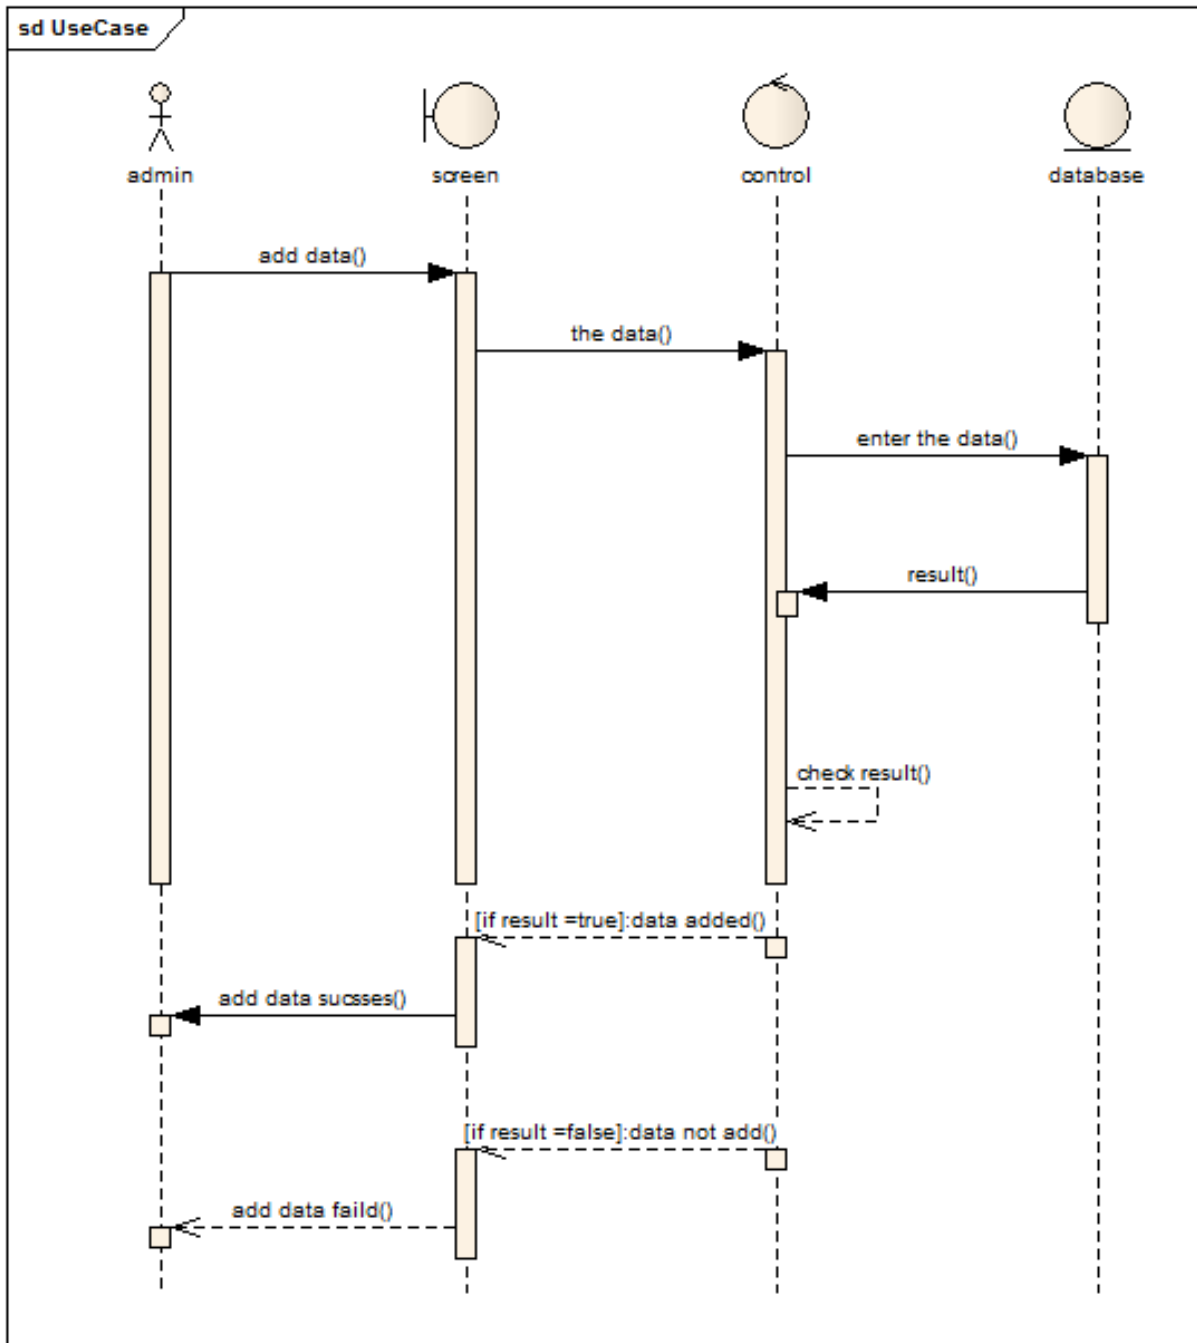 sd UseCase
admin
screen
control
database
add data()
the data()
enter the data()
result()
check result()
[if result =true]:data added()
add data sucsses()
[if result =false]:data not add()
add data faild()